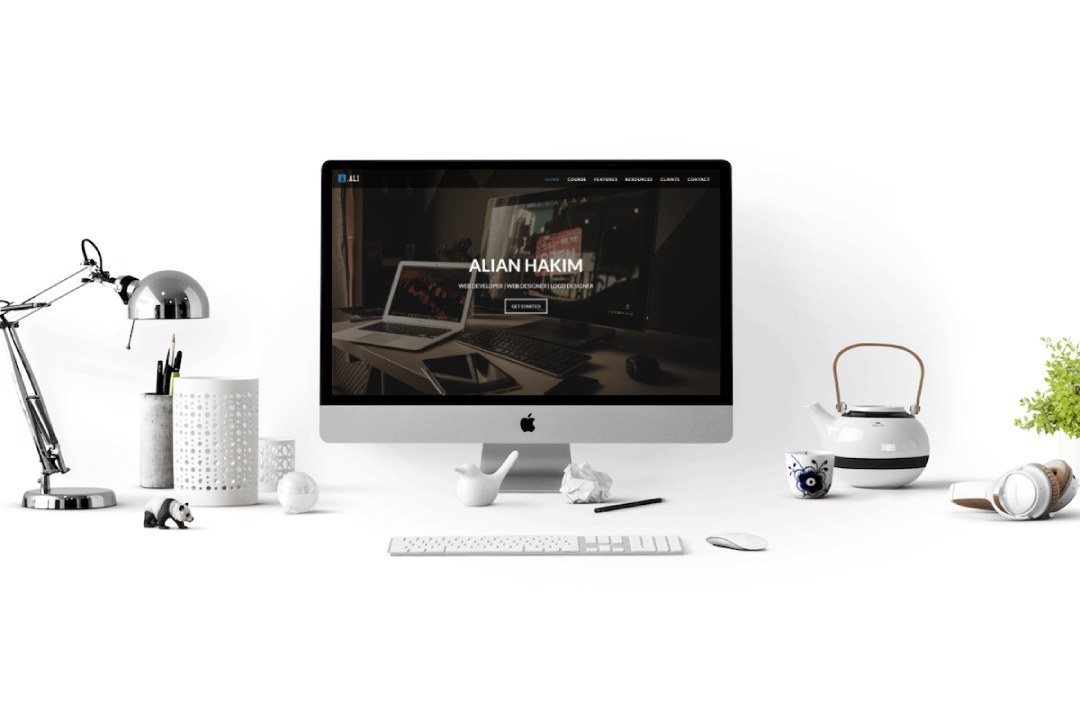 .ALI
HOME COURSE FEATURES RESOURCES CLIENTS CONTACT
ALIAN HAKIM
WEB DEVELOPER | WEB DESIGNER | LOGO DESIGNER
GET STARTED